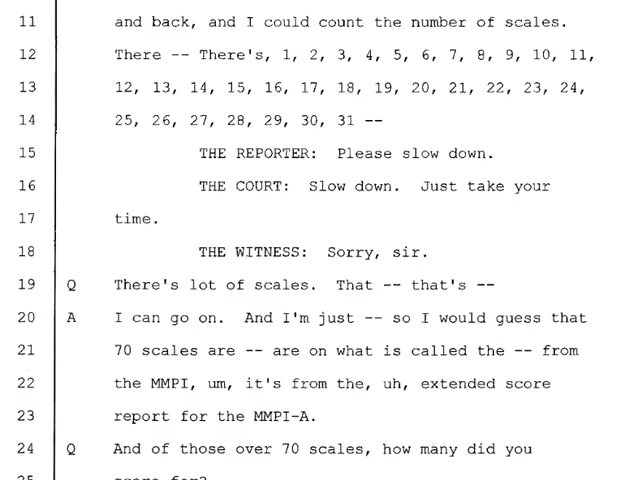 11 and back, and I could count the number of scales.
12 There -- There's, 1, 2, 3, 4, 5, 6, 7, 8, 9, 10, 11,
13 12, 13, 14, 15, 16, 17, 18, 19, 20, 21, 22, 23, 24,
14 25, 26, 27, 28, 29, 30, 31 --
15 THE REPORTER: Please slow down.
16 THE COURT: Slow down. Just take your
17 time.
18 THE WITNESS: Sorry, sir.
19 Q There's lot of scales. That -- that's --
20 A I can go on. And I'm just -- so I would guess that
21 70 scales are -- are on what is called the -- from
22 the MMPI, um, it's from the, uh, extended score
23 report for the MMPI-A.
24 Q And of those over 70 scales, how many did you
25 score for?